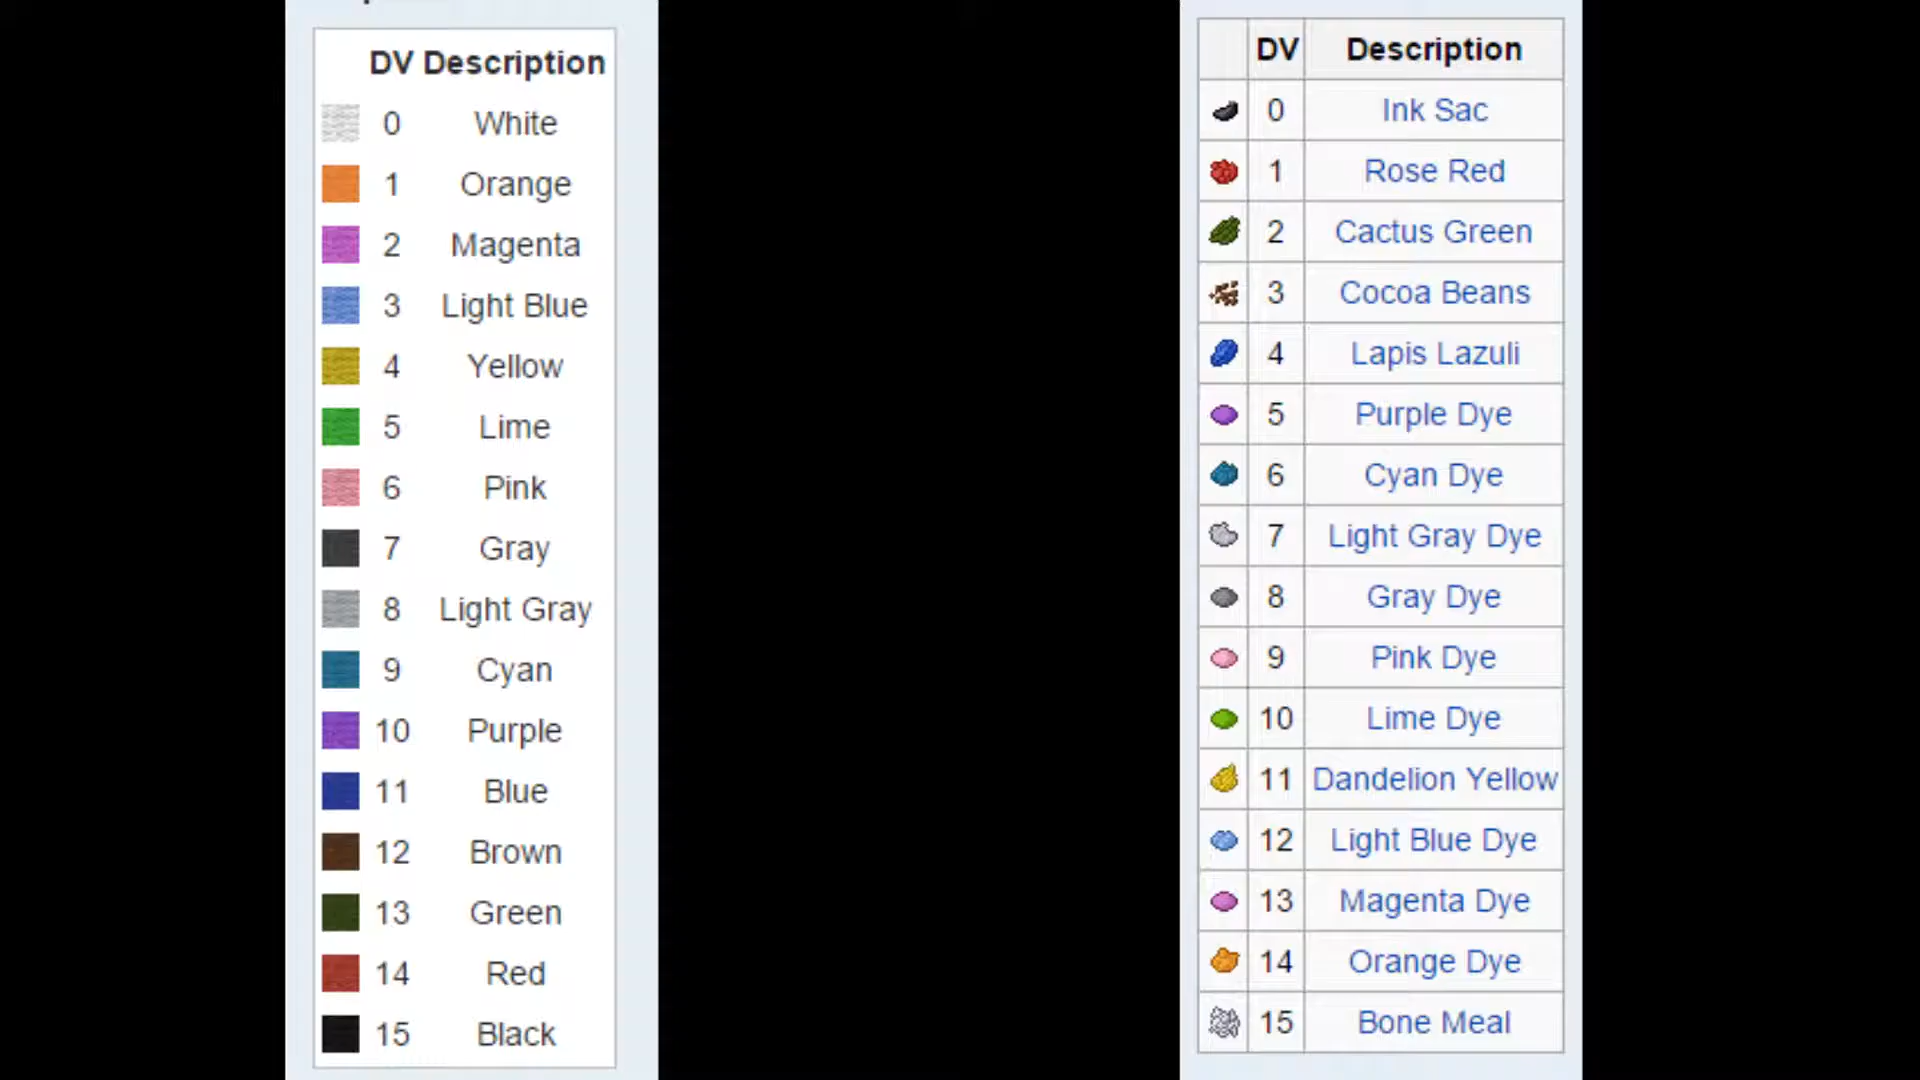 DV Description
0 White
1 Orange
2 Magenta
3 Light Blue
4 Yellow
5 Lime
6 Pink
7 Gray
8 Light Gray
9 Cyan
10 Purple
11 Blue
12 Brown
13 Green
14 Red
15 Black
DV Description
0 Ink Sac
1 Rose Red
2 Cactus Green
3 Cocoa Beans
4 Lapis Lazuli
5 Purple Dye
6 Cyan Dye
7 Light Gray Dye
8 Gray Dye
9 Pink Dye
10 Lime Dye
11 Dandelion Yellow
12 Light Blue Dye
13 Magenta Dye
14 Orange Dye
15 Bone Meal